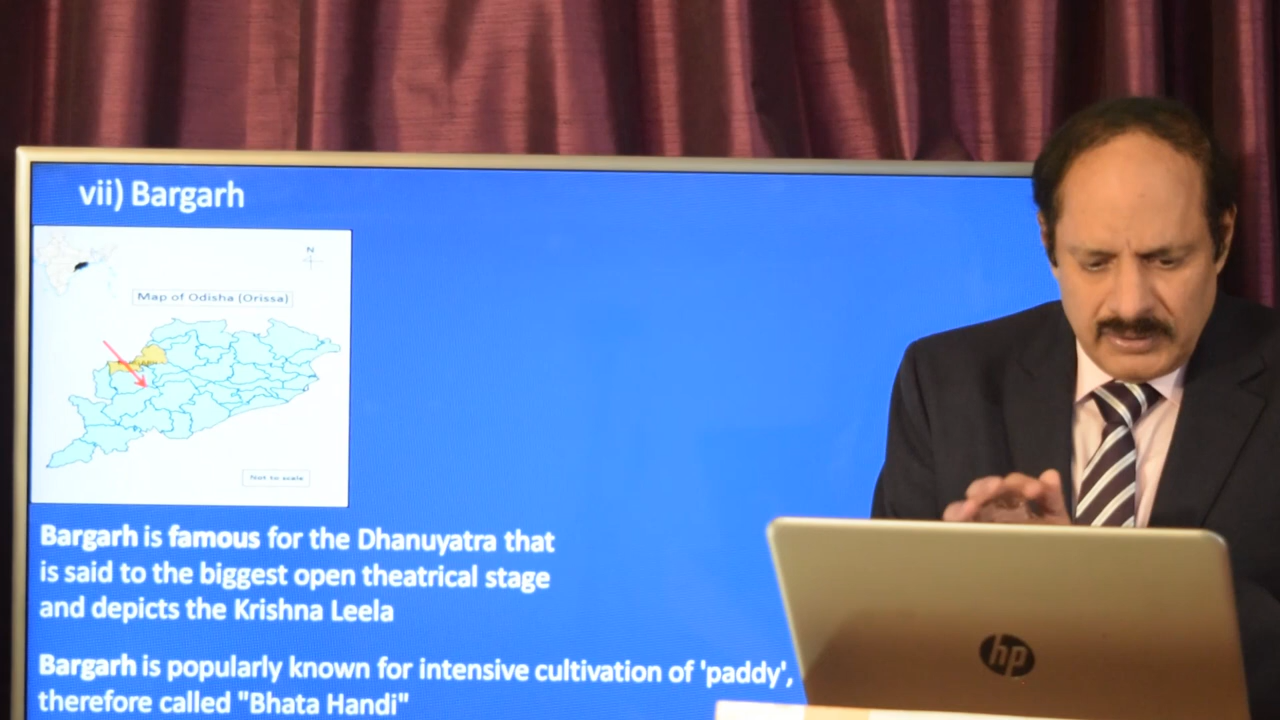 vii) Bargarh
N
Map of Odisha (Orissa)
Not to scale
Bargarh is famous for the Dhanuyatra that
is said to the biggest open theatrical stage
and depicts the Krishna Leela
Bargarh is popularly known for intensive cultivation of 'paddy',
therefore called "Bhata Handi"
hp